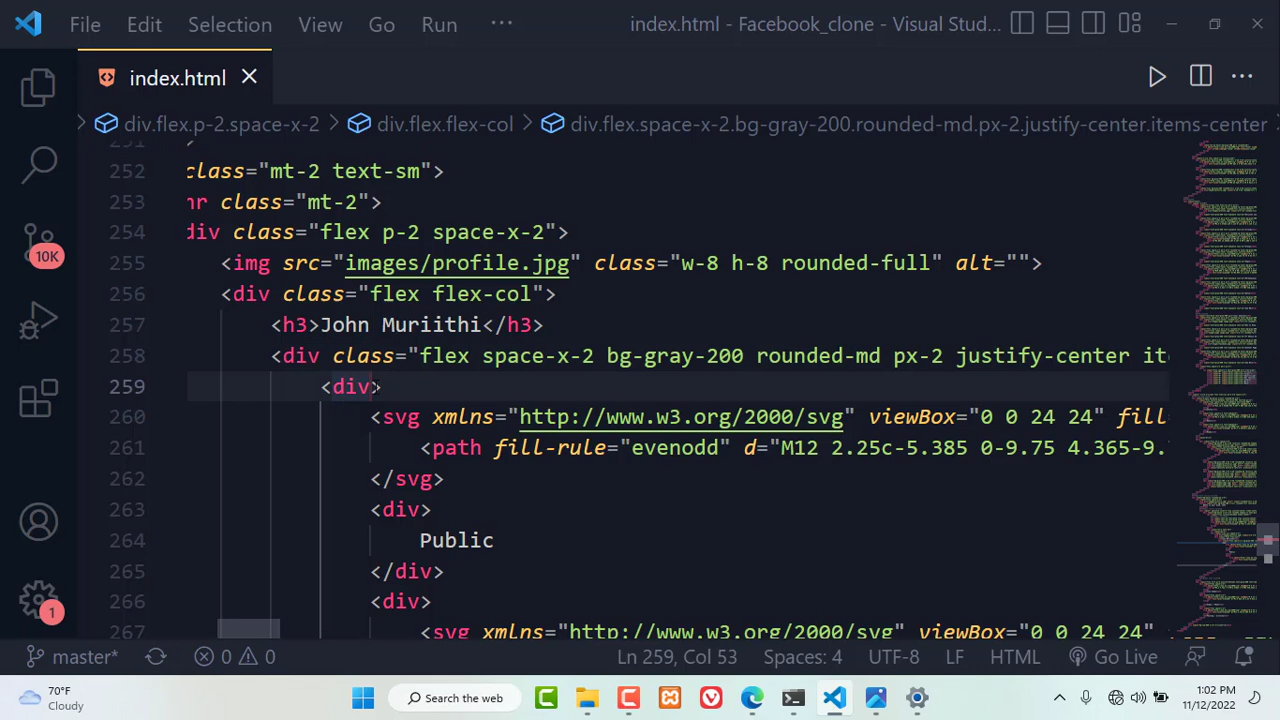 File Edit Selection View Go Run ··· index.html - Facebook_clone - Visual Stud...
index.html
div.flex.p-2.space-x-2 > div.flex.flex-col > div.flex.space-x-2.bg-gray-200.rounded-md.px-2.justify-center.items-center
252 class="mt-2 text-sm">
253 hr class="mt-2">
254 div class="flex p-2 space-x-2">
255 <img src="images/profils.jpg" class="w-8 h-8 rounded-full" alt="">
256 <div class="flex flex-col">
257 <h3>John Muriithi</h3>
258 <div class="flex space-x-2 bg-gray-200 rounded-md px-2 justify-center ite
259 <div>
260 <svg xmlns="http://www.w3.org/2000/svg" viewBox="0 0 24 24" fill
261 <path fill-rule="evenodd" d="M12 2.25c-5.385 0-9.75 4.365-9.
262 </svg>
263 <div>
264 Public
265 </div>
266 <div>
267 <svg xmlns="http://www.w3.org/2000/svg" viewBox="0 0 24 24"
10K
1
master* 0 0 Ln 259, Col 53 Spaces: 4 UTF-8 LF HTML Go Live
70°F
Cloudy
Search the web
1:02 PM
11/12/2022